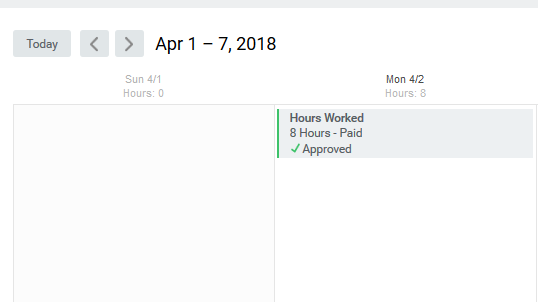 Today
Apr 1 – 7, 2018
Sun 4/1
Hours: 0
Mon 4/2
Hours: 8
Hours Worked
8 Hours - Paid
Approved